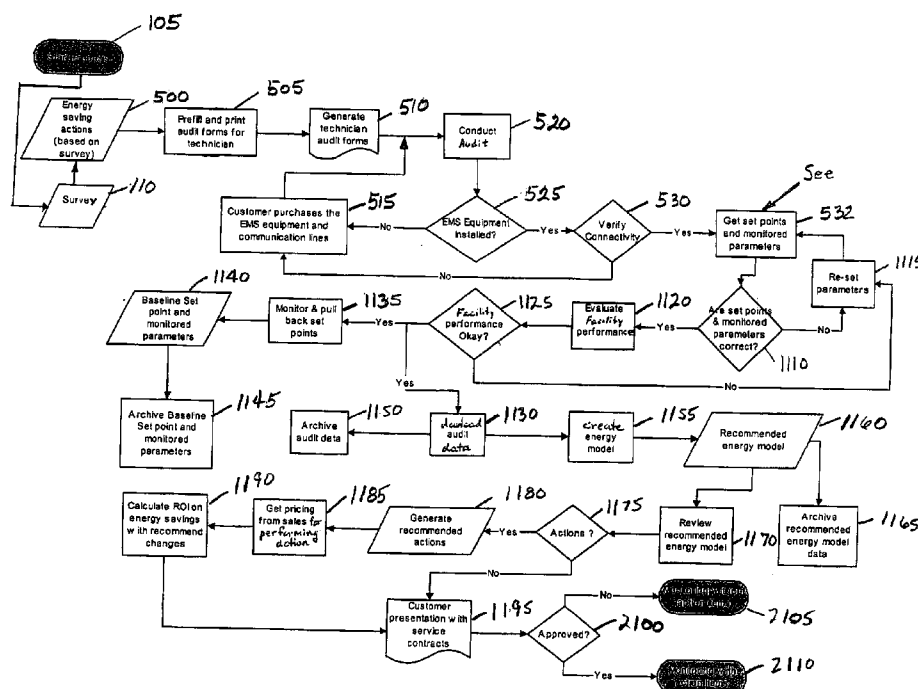 105
500
505
510
520
Energy
saving
actions
(based on
survey)
Prefill and print
audit forms for
technician
Generate
technician
audit forms
Conduct
Audit
110
Survey
515
Customer purchases the
EMS equipment and
communication lines
No
525
EMS Equipment
Installed?
Yes
530
Verify
Connectivity
Yes
No
See
532
Get set points
and monitored
parameters
1115
Re-set
parameters
1140
Baseline Set
point and
monitored
parameters
1135
Monitor & pull
back set
points
Yes
1125
Facility
performance
Okay?
1120
Evaluate
Facility
performance
Yes
Are set points
& monitored
parameters
correct?
No
1110
No
Yes
1145
Archive Baseline
Set point and
monitored
parameters
1150
Archive
audit data
1130
download
audit
data
1155
create
energy
model
1160
Recommended
energy model
1190
Calculate ROI on
energy savings
with recommend
changes
1185
Get pricing
from sales for
performing
action
1180
Generate
recommended
actions
Yes
1175
Actions ?
No
Review
recommended
energy model
1170
Archive
recommended
energy model
data
1165
Customer
presentation with
service
contracts
1195
Approved?
2100
No
2105
Yes
2110